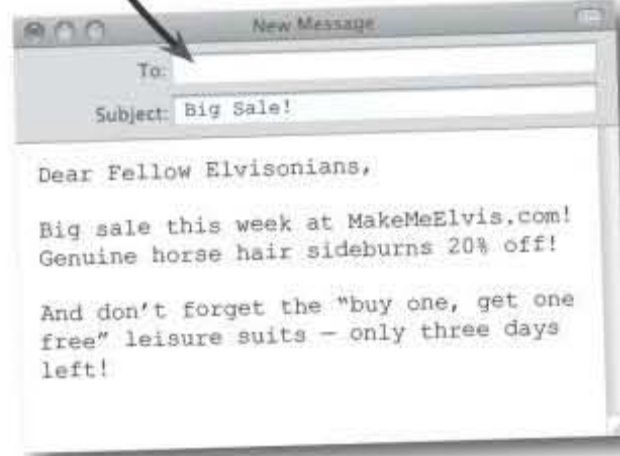 New Message
To:
Subject: Big Sale!
Dear Fellow Elvisonians,
Big sale this week at MakeMeElvis.com!
Genuine horse hair sideburns 20% off!
And don't forget the "buy one, get one
free" leisure suits — only three days
left!